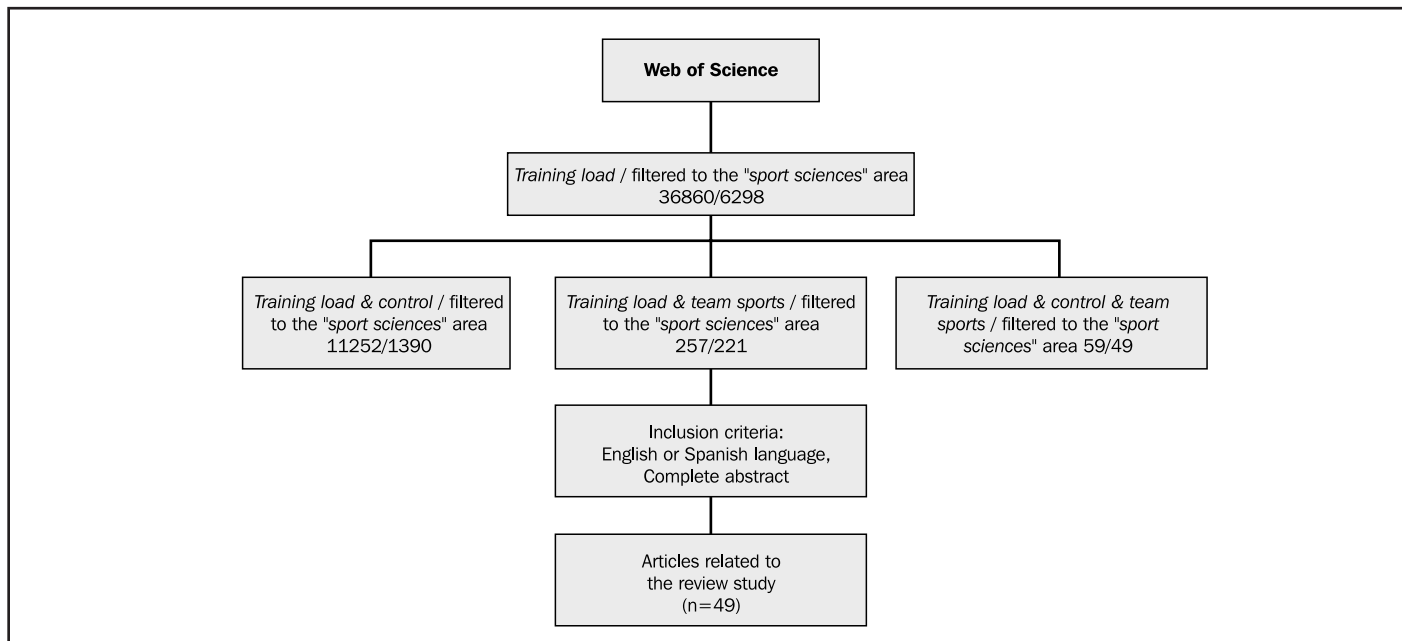 Web of Science
Training load / filtered to the "sport sciences" area
36860/6298
Training load & control / filtered
to the "sport sciences" area
11252/1390
Training load & team sports / filtered
to the "sport sciences" area
257/221
Training load & control & team
sports / filtered to the "sport
sciences" area 59/49
Inclusion criteria:
English or Spanish language,
Complete abstract
Articles related to
the review study
(n=49)